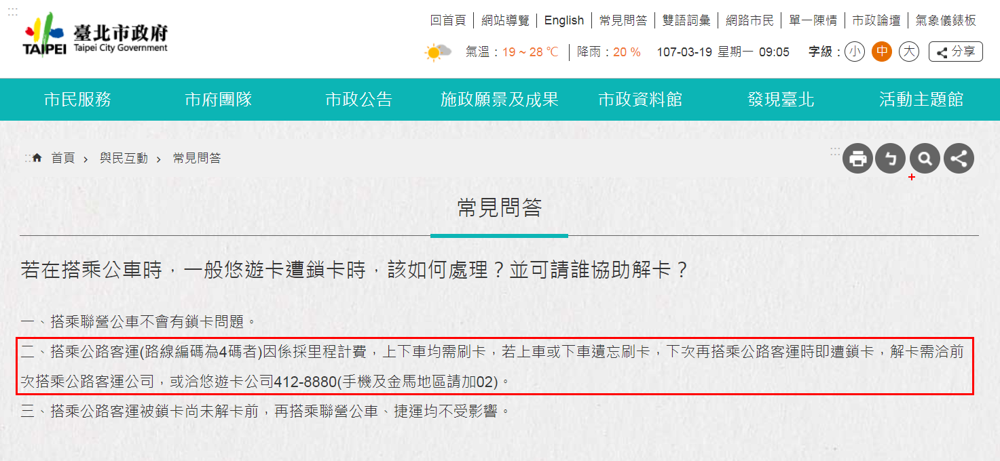 臺北市政府
Taipei City Government
TAIPEI
回首頁 網站導覽 English 常見問答 雙語詞彙 網路市民 單一陳情 市政論壇 氣象儀錶板
氣溫：19 ~ 28 ℃ 降雨：20 % 107-03-19 星期一 09:05 字級：小 中 大 分享
市民服務 市府團隊 市政公告 施政願景及成果 市政資料館 發現臺北 活動主題館
首頁 › 與民互動 › 常見問答
常見問答
若在搭乘公車時，一般悠遊卡遭鎖卡時，該如何處理？並可請誰協助解卡？
一、搭乘聯營公車不會有鎖卡問題。
二、搭乘公路客運(路線編碼為4碼者)因係採里程計費，上下車均需刷卡，若上車或下車遺忘刷卡，下次再搭乘公路客運時即遭鎖卡，解卡需洽前
次搭乘公路客運公司，或洽悠遊卡公司412-8880(手機及金馬地區請加02)。
三、搭乘公路客運被鎖卡尚未解卡前，再搭乘聯營公車、捷運均不受影響。